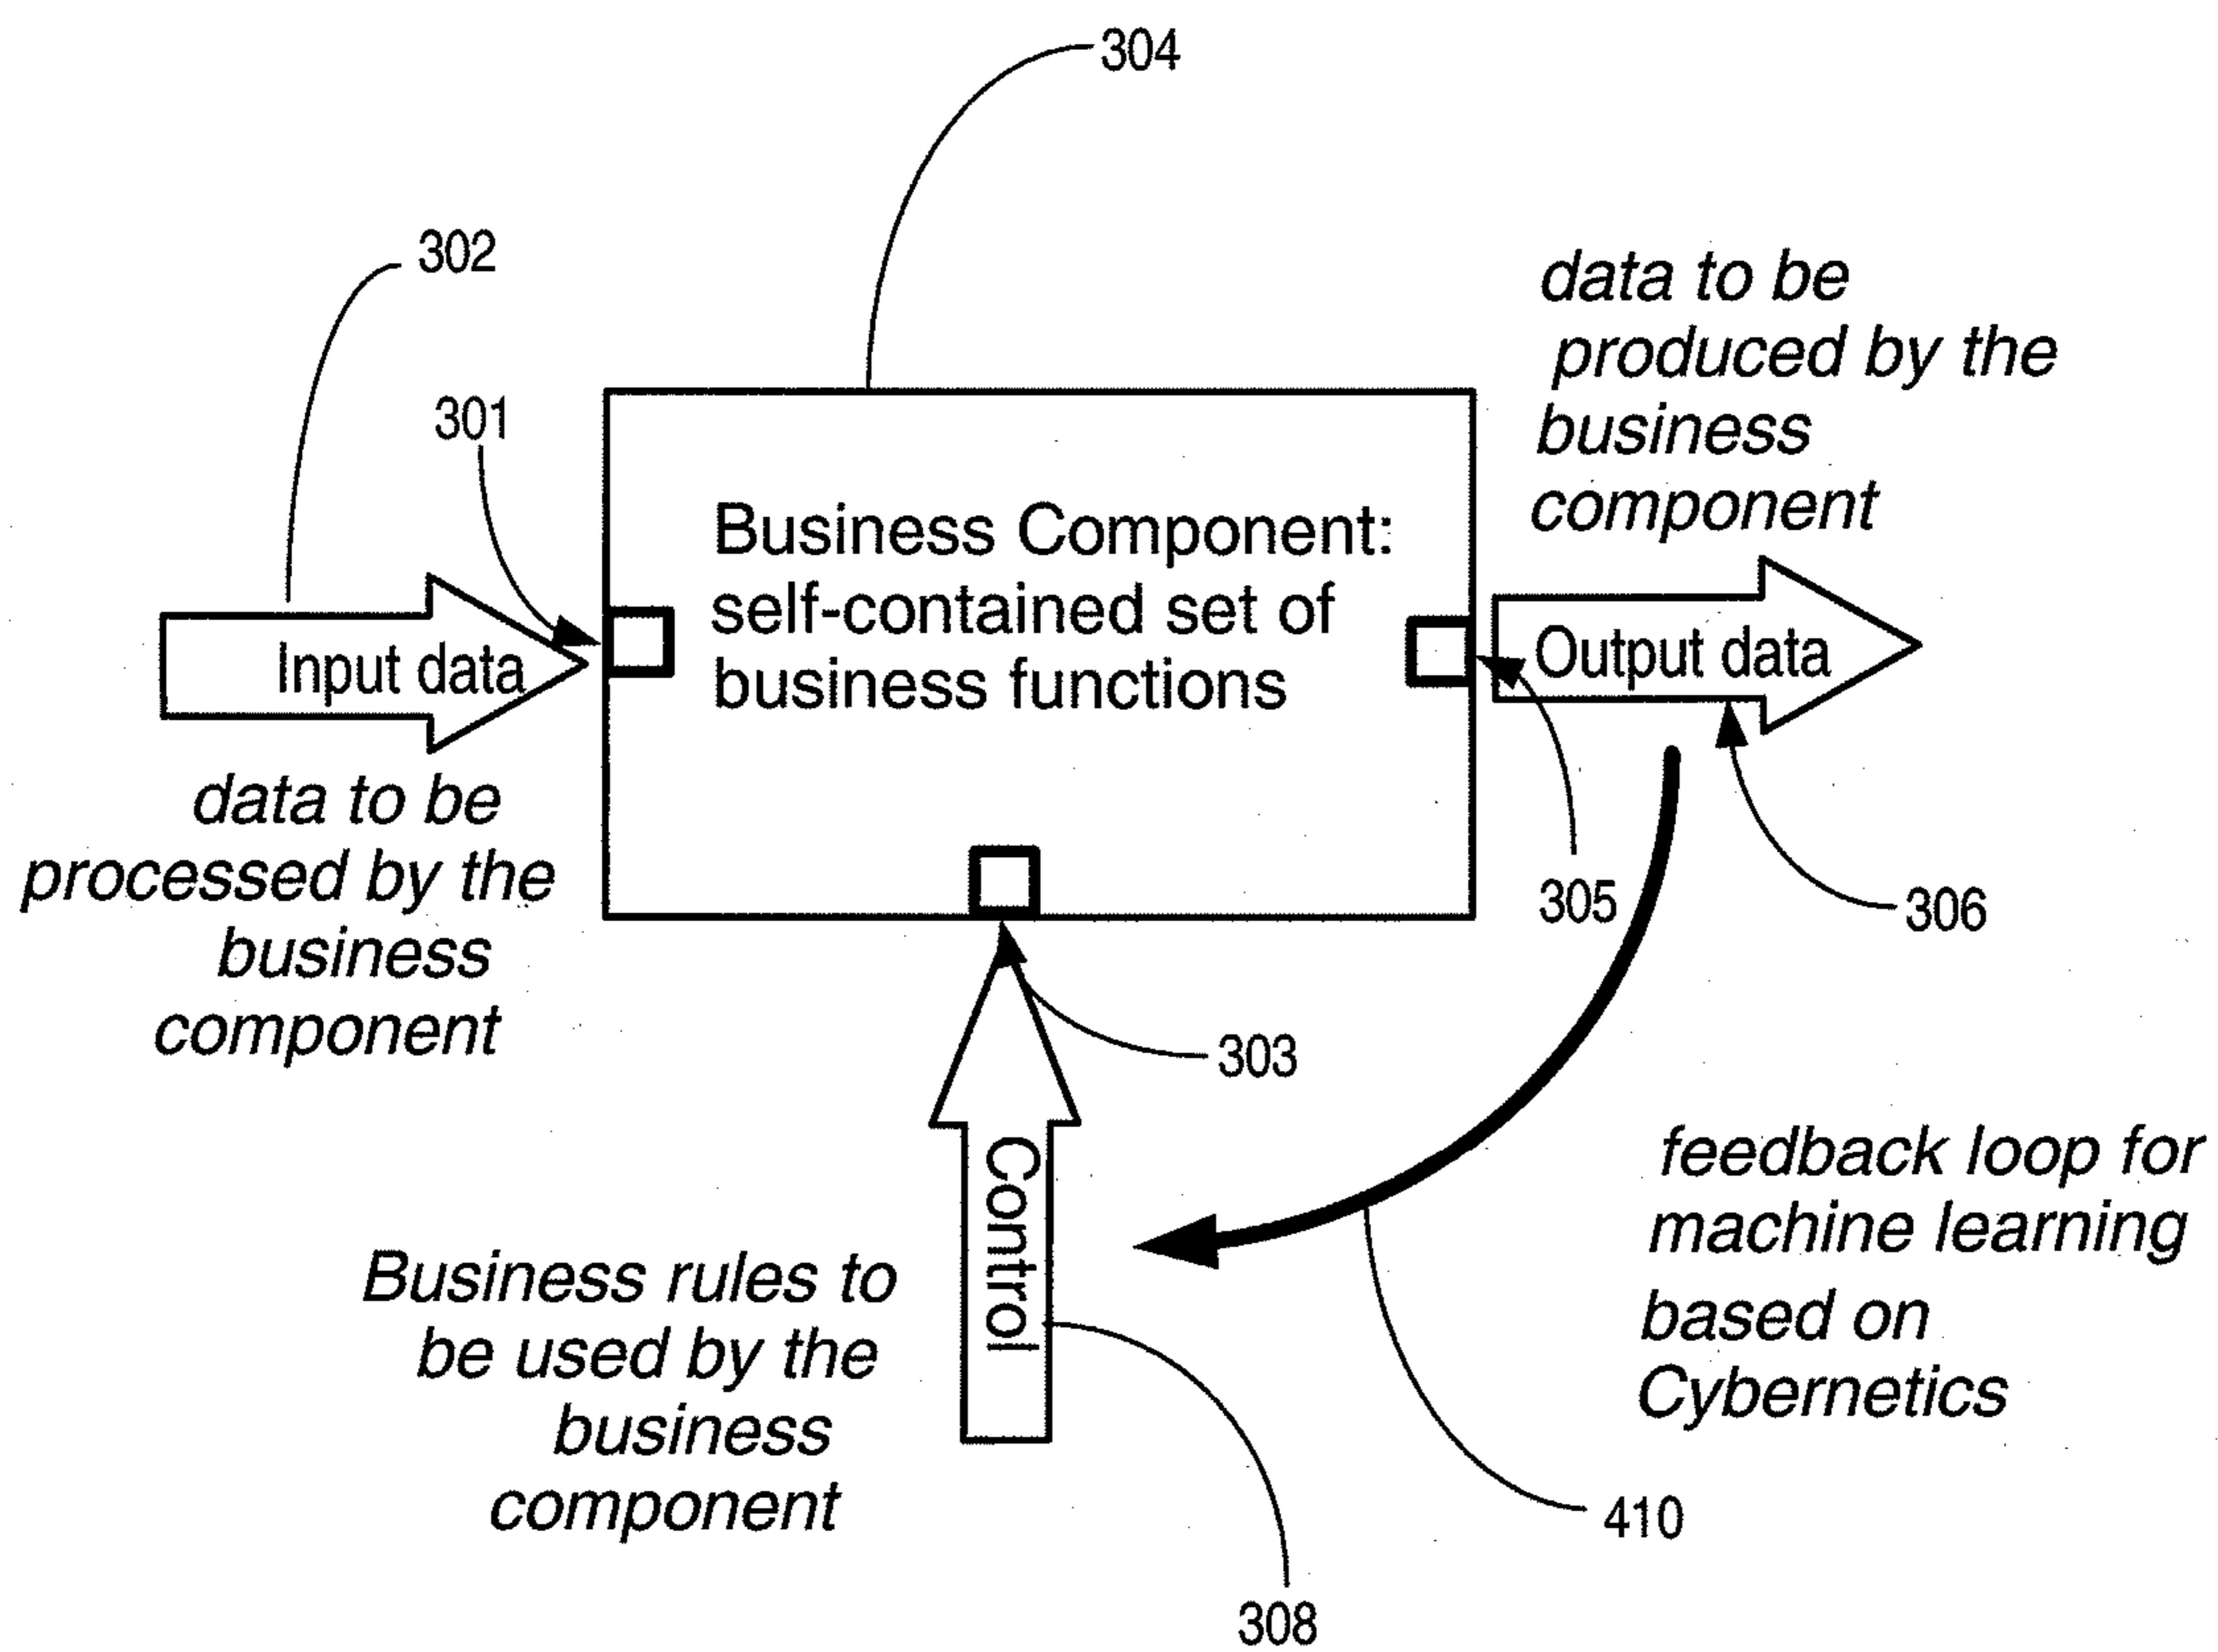 304
302
301
data to be
produced by the
business
component
Business Component:
self-contained set of
business functions
Input data
Output data
data to be
processed by the
business
component
305
306
303
Control
Business rules to
be used by the
business
component
feedback loop for
machine learning
based on
Cybernetics
410
308